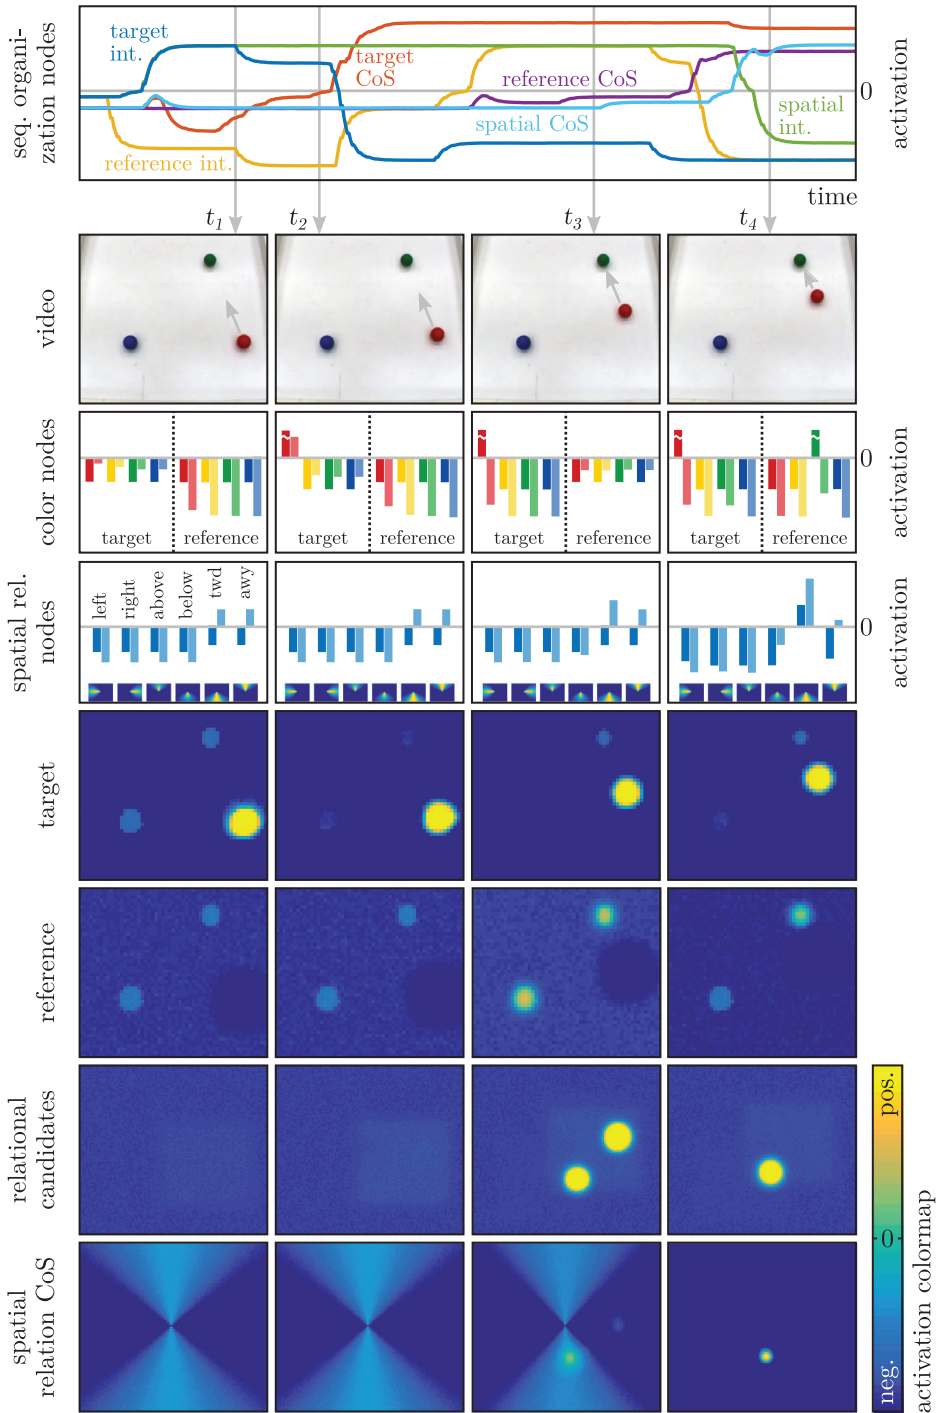 seq. organi-
zation nodes
target
int.
target
CoS
reference CoS
spatial CoS
spatial
int.
reference int.
0
activation
time
t1
t2
t3
t4
video
color nodes
target
reference
target
reference
target
reference
target
reference
0
activation
spatial rel.
nodes
left
right
above
below
twd
awy
0
activation
target
reference
relational
candidates
spatial
relation CoS
pos.
0
neg.
activation colormap